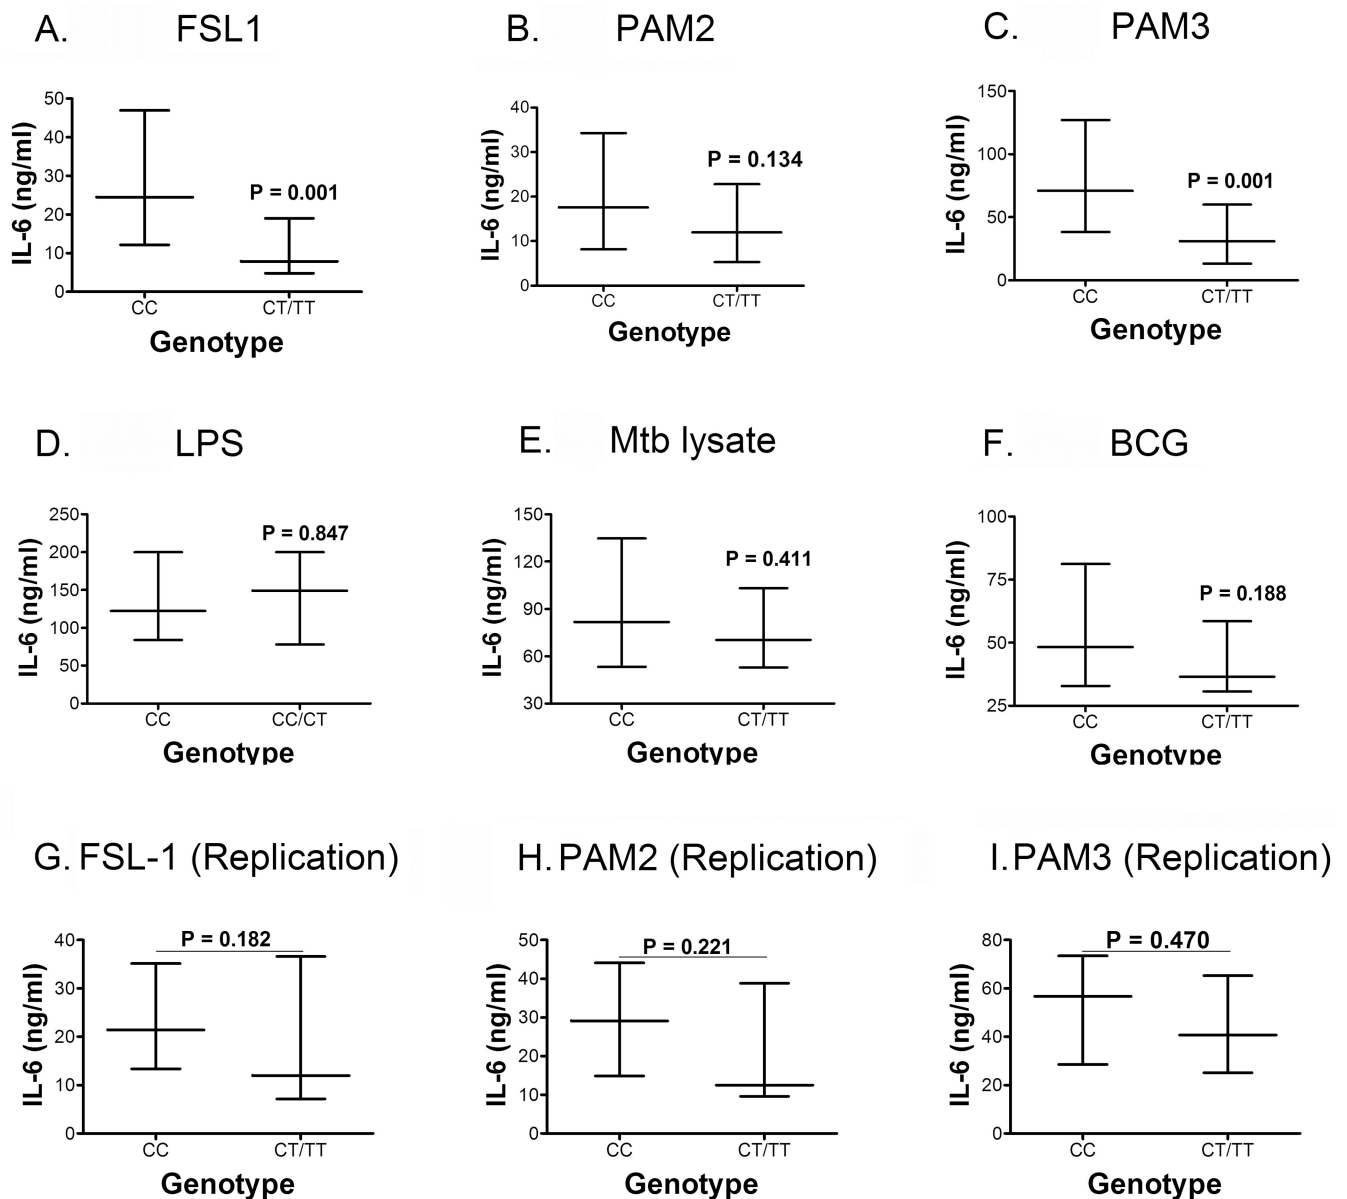 A. FSL1
B. PAM2
C. PAM3
IL-6 (ng/ml)
50
40
30
20
10
0
P = 0.001
CC
CT/TT
Genotype
IL-6 (ng/ml)
40
30
20
10
0
P = 0.134
CC
CT/TT
Genotype
IL-6 (ng/ml)
150
100
50
0
P = 0.001
CC
CT/TT
Genotype
D. LPS
E. Mtb lysate
F. BCG
IL-6 (ng/ml)
250
200
150
100
50
0
P = 0.847
CC
CC/CT
Genotype
IL-6 (ng/ml)
150
120
90
60
30
P = 0.411
CC
CT/TT
Genotype
IL-6 (ng/ml)
100
75
50
25
P = 0.188
CC
CT/TT
Genotype
G. FSL-1 (Replication)
H. PAM2 (Replication)
I. PAM3 (Replication)
IL-6 (ng/ml)
40
30
20
10
0
P = 0.182
CC
CT/TT
Genotype
IL-6 (ng/ml)
50
40
30
20
10
0
P = 0.221
CC
CT/TT
Genotype
IL-6 (ng/ml)
80
60
40
20
0
P = 0.470
CC
CT/TT
Genotype